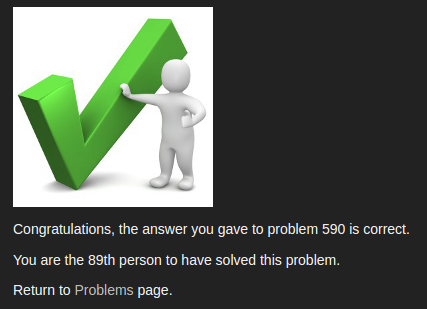 Congratulations, the answer you gave to problem 590 is correct.
You are the 89th person to have solved this problem.
Return to Problems page.